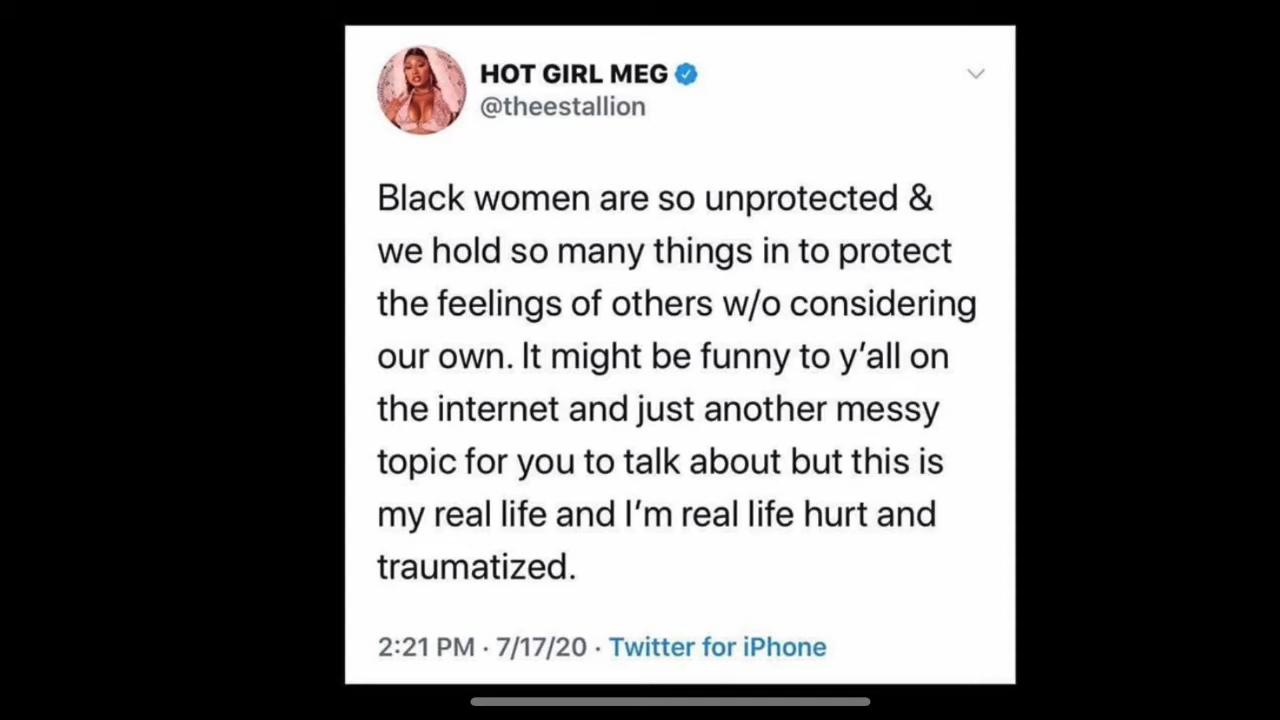 HOT GIRL MEG
@theestallion
Black women are so unprotected &
we hold so many things in to protect
the feelings of others w/o considering
our own. It might be funny to y’all on
the internet and just another messy
topic for you to talk about but this is
my real life and I’m real life hurt and
traumatized.
2:21 PM · 7/17/20 · Twitter for iPhone